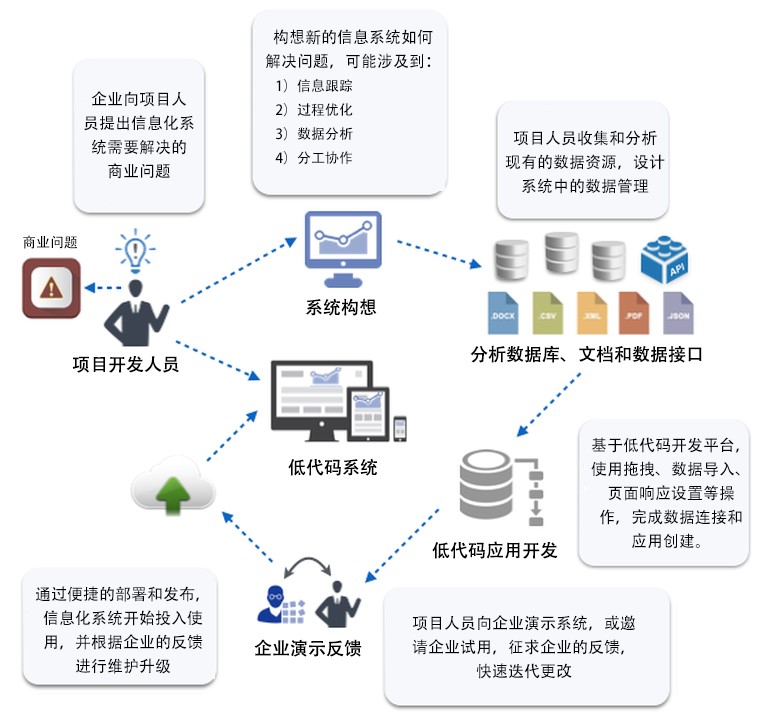 构想新的信息系统如何
解决问题，可能涉及到：
1）信息跟踪
2）过程优化
3）数据分析
4）分工协作
企业向项目人
员提出信息化系
统需要解决的
商业问题
项目人员收集和分析
现有的数据资源，设计
系统中的数据管理
商业问题
项目开发人员
系统构想
API
.DOCX
.CSV
.XML
.PDF
.JSON
分析数据库、文档和数据接口
低代码系统
基于低代码开发平台，
使用拖拽、数据导入、
页面响应设置等操
作，完成数据连接和
应用创建。
低代码应用开发
通过便捷的部署和发布，
信息化系统开始投入使
用，并根据企业的反馈
进行维护升级
企业演示反馈
项目人员向企业演示系统，或邀
请企业试用，征求企业的反馈，
快速迭代更改